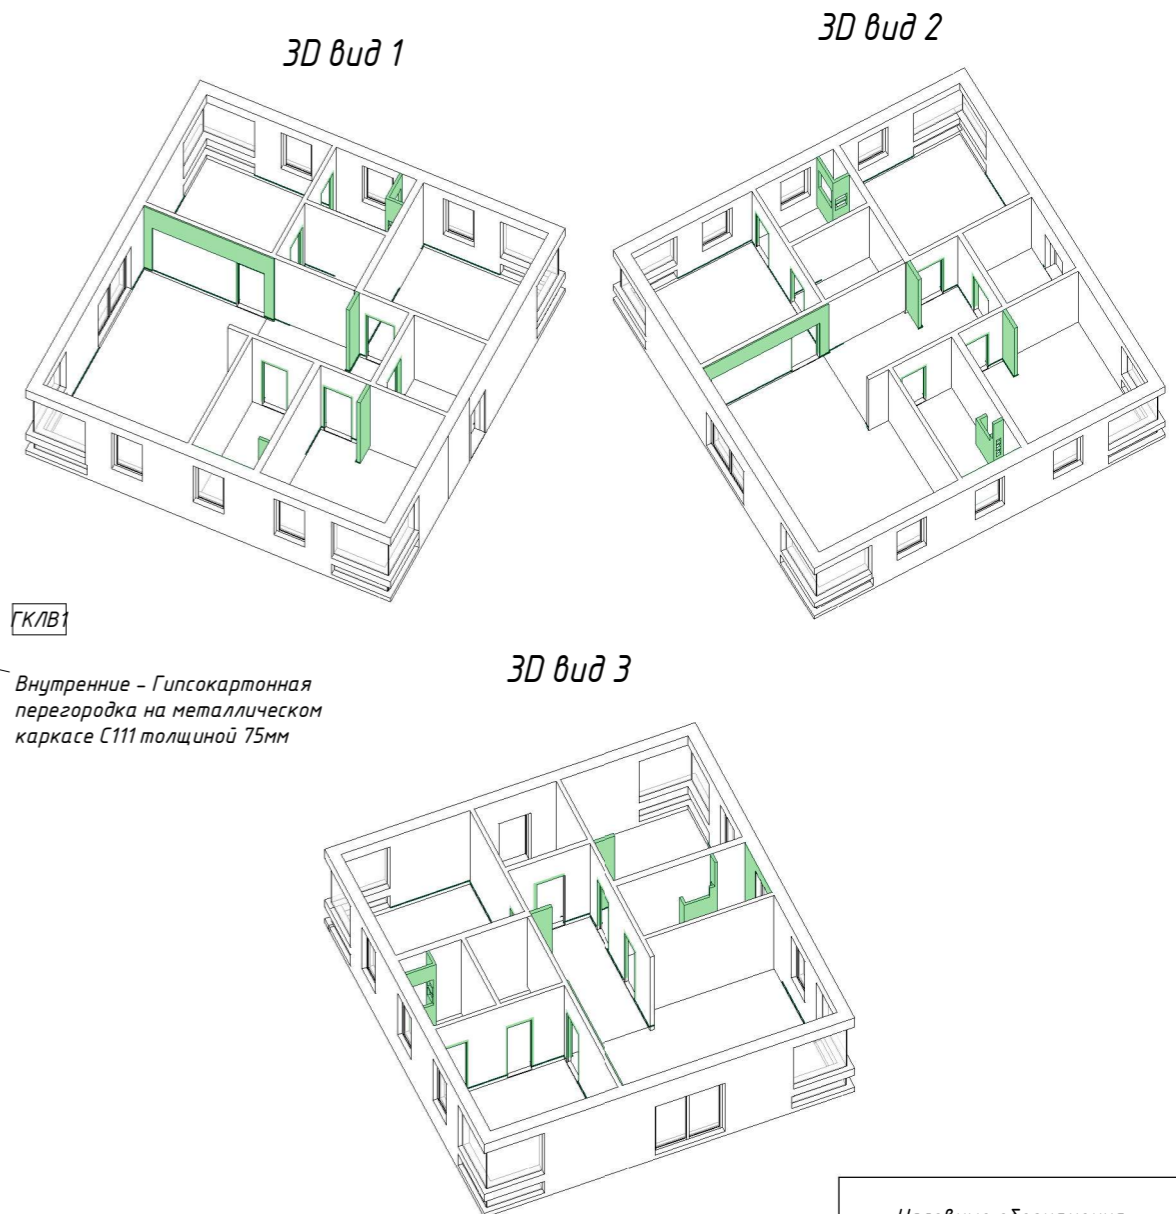 3D вид 1
3D вид 2
ГКЛВ1
Внутренние - Гипсокартонная
перегородка на металлическом
каркасе С111 толщиной 75мм
3D вид 3